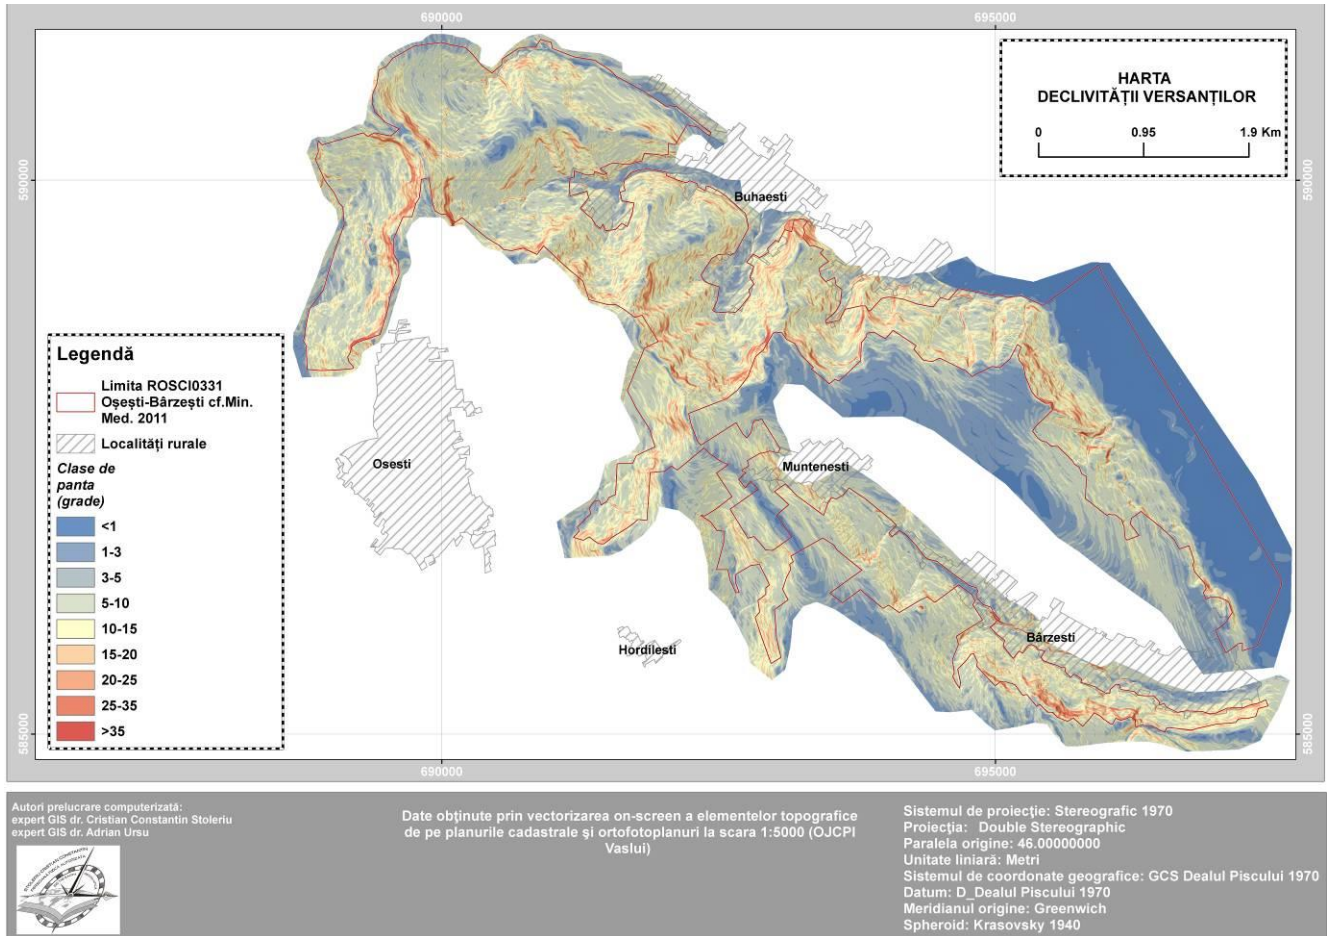 690000
695000
HARTA
DECLIVITĂȚII VERSANȚILOR
0 0.95 1.9 Km
590000
590000
Buhaesti
Legendă
Limita ROSCI0331
Oșești-Bârzești cf.Min.
Med. 2011
Localități rurale
Clase de
panta
(grade)
<1
1-3
3-5
5-10
10-15
15-20
20-25
25-35
>35
Osesti
Muntenesti
Hordilesti
Bârzesti
585000
585000
690000
695000
Autori prelucrare computerizată:
expert GIS dr. Cristian Constantin Stoleriu
expert GIS dr. Adrian Ursu
Date obținute prin vectorizarea on-screen a elementelor topografice
de pe planurile cadastrale și ortofotoplanuri la scara 1:5000 (OJCPI
Vaslui)
Sistemul de proiecție: Stereografic 1970
Proiecția: Double Stereographic
Paralela origine: 46.00000000
Unitate liniară: Metri
Sistemul de coordonate geografice: GCS Dealul Piscului 1970
Datum: D_Dealul Piscului 1970
Meridianul origine: Greenwich
Spheroid: Krasovsky 1940